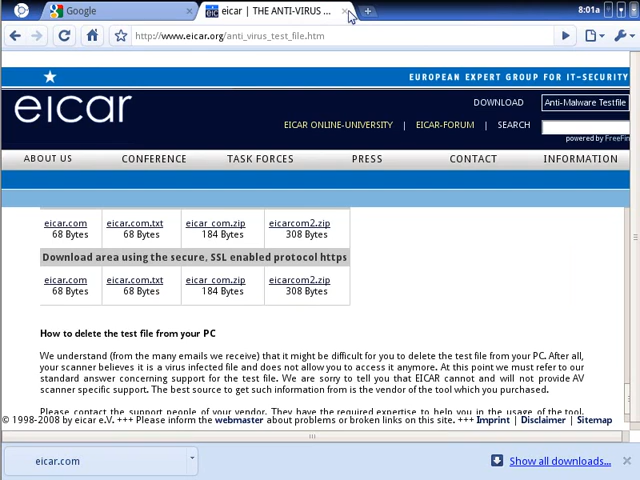 Google
eicar | THE ANTI-VIRUS ...
8:01a
http://www.eicar.org/anti_virus_test_file.htm
EUROPEAN EXPERT GROUP FOR IT-SECURITY
eicar
DOWNLOAD
Anti-Malware Testfile
EICAR ONLINE-UNIVERSITY | EICAR-FORUM | SEARCH
powered by FreeFin
ABOUT US CONFERENCE TASK FORCES PRESS CONTACT INFORMATION
eicar.com eicar.com.txt eicar_com.zip eicarcom2.zip
68 Bytes 68 Bytes 184 Bytes 308 Bytes
Download area using the secure, SSL enabled protocol https
eicar.com eicar.com.txt eicar_com.zip eicarcom2.zip
68 Bytes 68 Bytes 184 Bytes 308 Bytes
How to delete the test file from your PC
We understand (from the many emails we receive) that it might be difficult for you to delete the test file from your PC. After all,
your scanner believes it is a virus infected file and does not allow you to access it anymore. At this point we must refer to our
standard answer concerning support for the test file. We are sorry to tell you that EICAR cannot and will not provide AV
scanner specific support. The best source to get such information is the vendor of the tool which you purchased.
Please contact the support people of your vendor. They have the required expertise to help you in the usage of the tool.
© 1998-2008 by eicar e.V. +++ Please inform the webmaster about problems or broken links on this site. +++ Imprint | Disclaimer | Sitemap
eicar.com
Show all downloads...